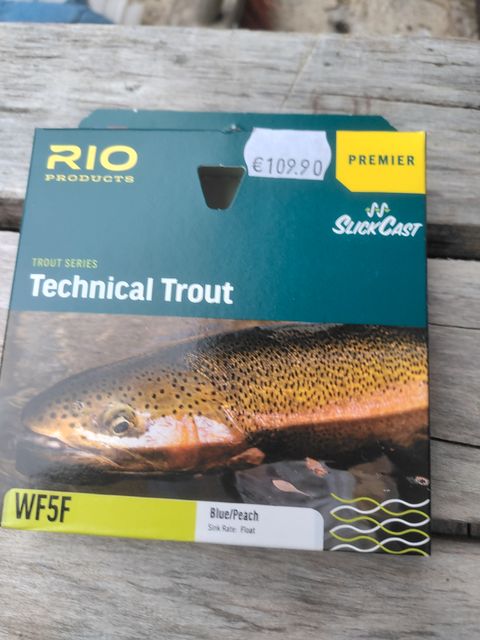 RIO
PRODUCTS
€109.90
PREMIER
SLICKCAST
TROUT SERIES
Technical Trout
WF5F
Blue/Peach
Sink Rate: Float